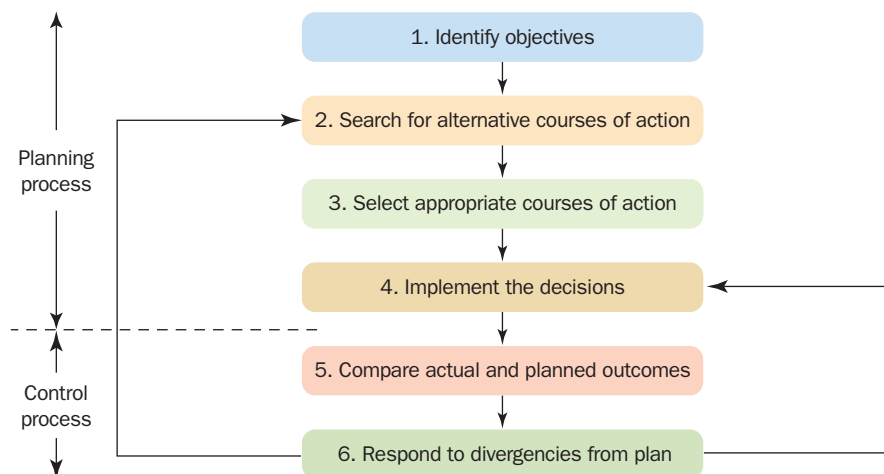 1. Identify objectives
2. Search for alternative courses of action
Planning
process
3. Select appropriate courses of action
4. Implement the decisions
5. Compare actual and planned outcomes
Control
process
6. Respond to divergencies from plan